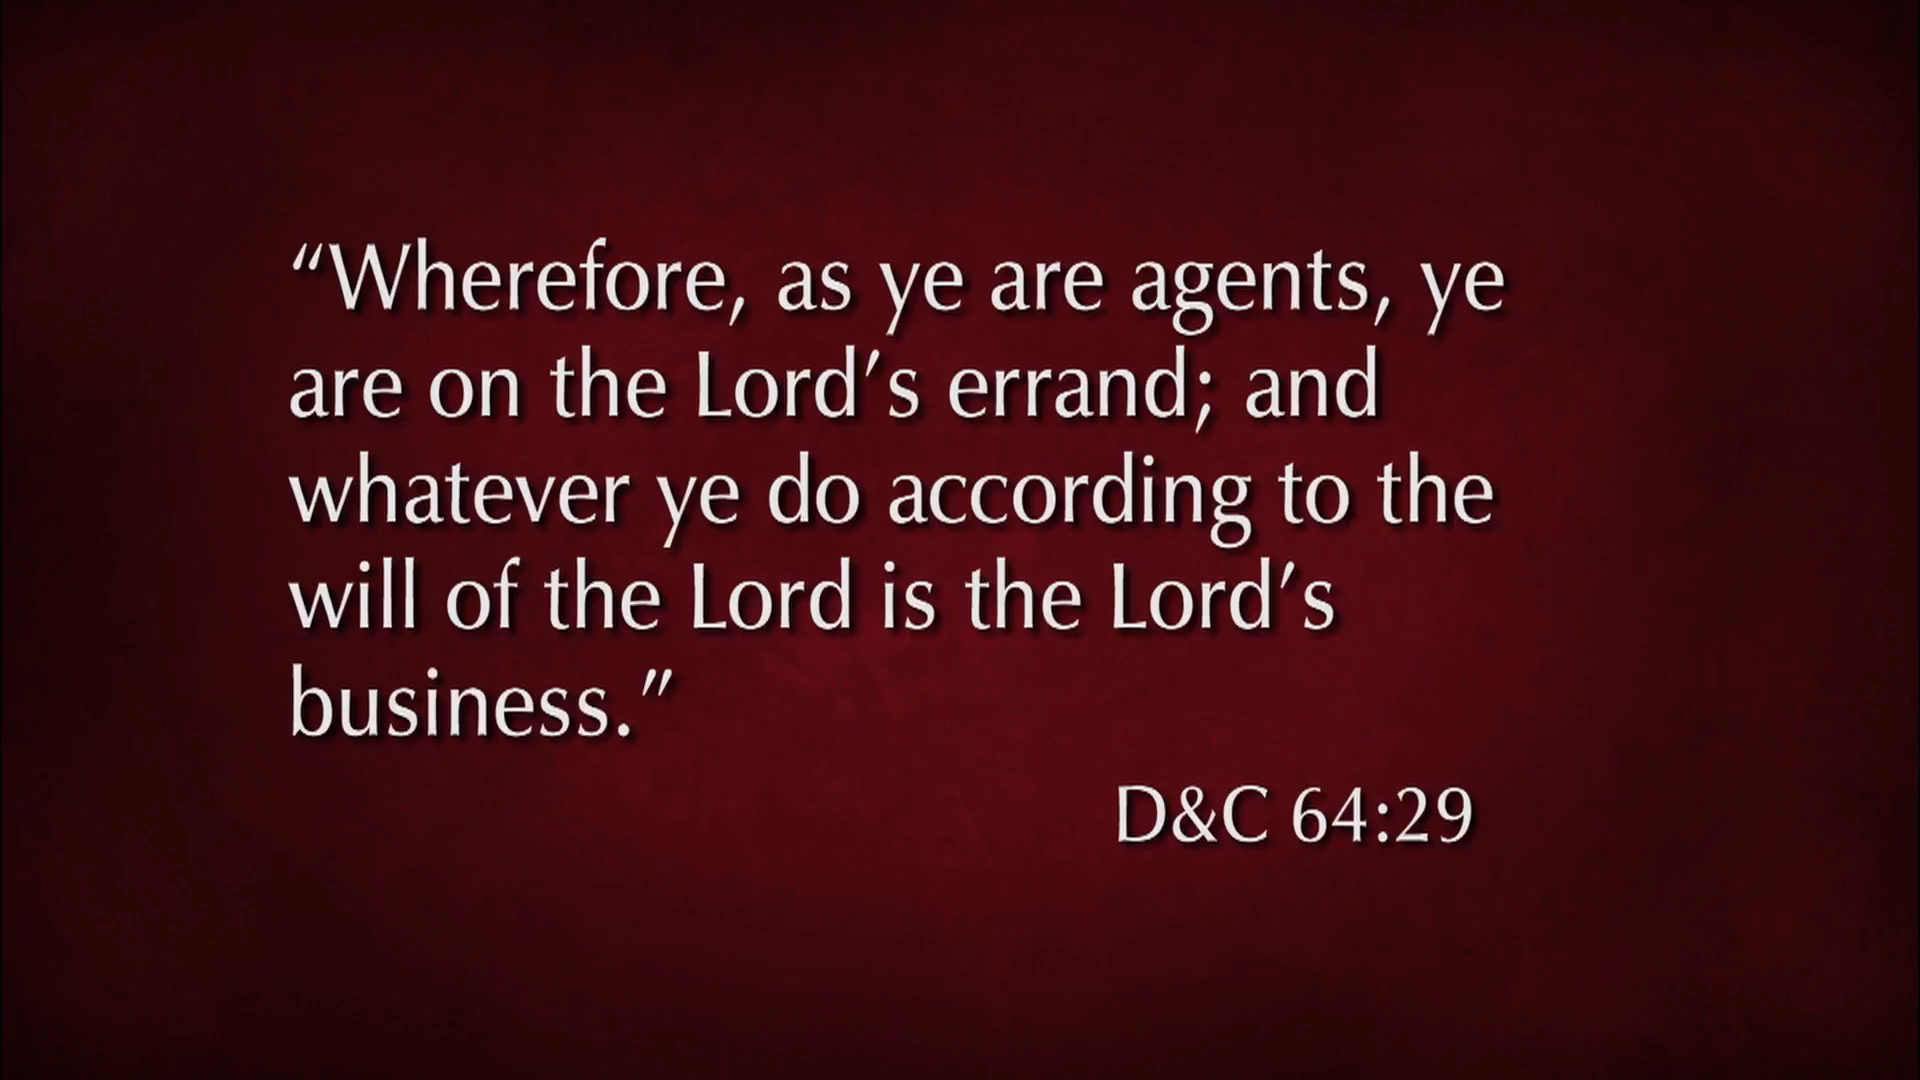 “Wherefore, as ye are agents, ye
are on the Lord’s errand; and
whatever ye do according to the
will of the Lord is the Lord’s
business.”
D&C 64:29